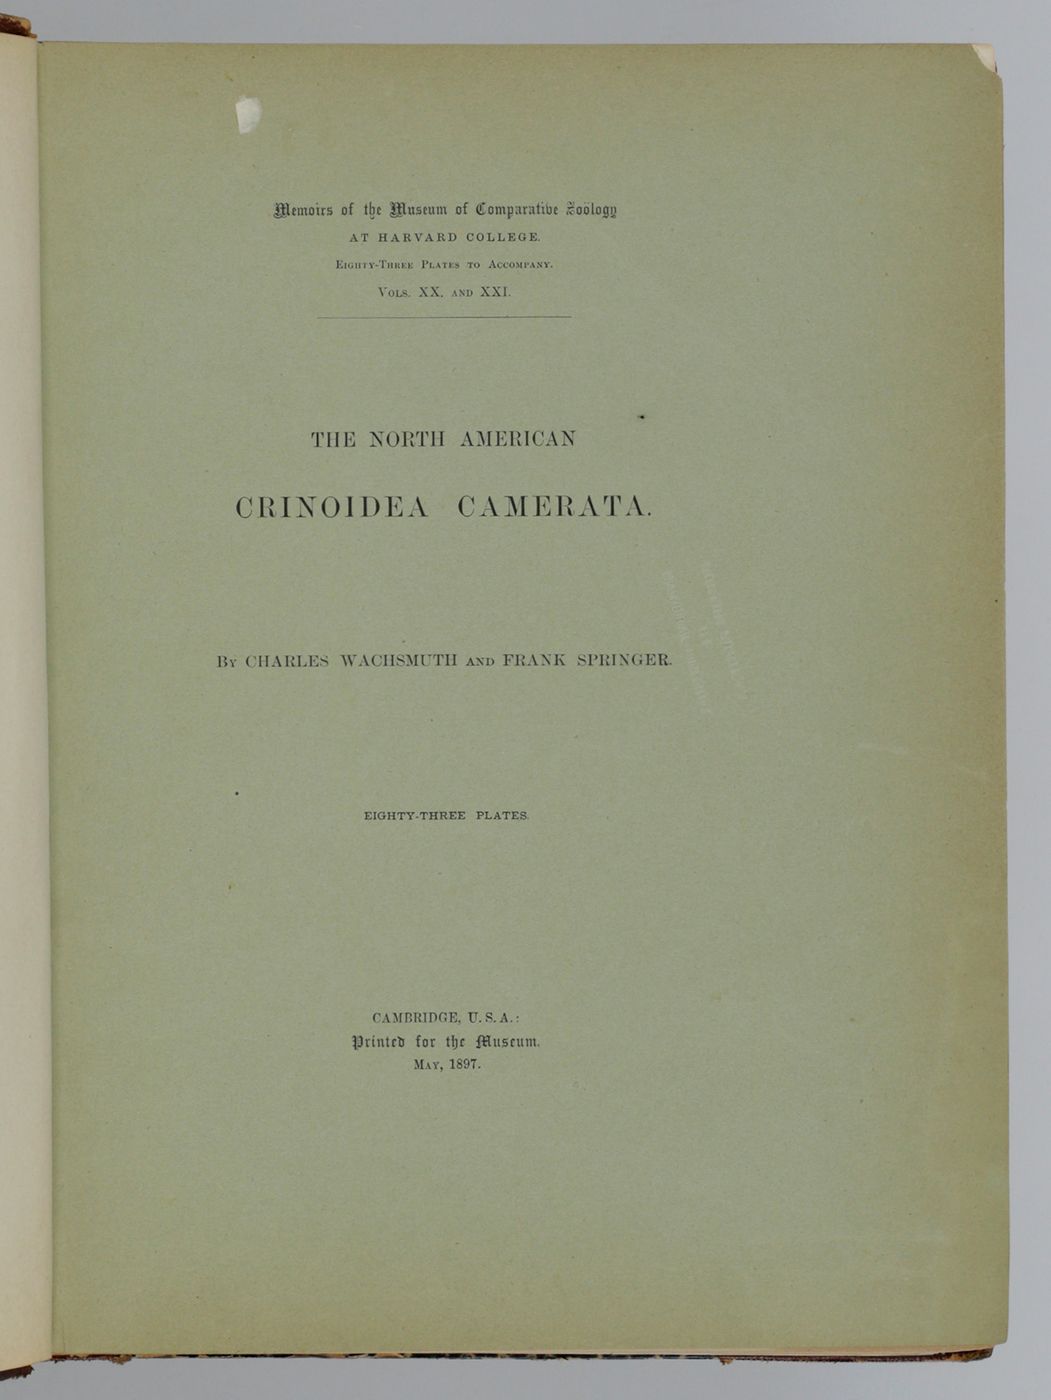 Memoirs of the Museum of Comparative Zoölogy
AT HARVARD COLLEGE.
EIGHTY-THREE PLATES TO ACCOMPANY.
VOLS. XX. AND XXI.
THE NORTH AMERICAN
CRINOIDEA CAMERATA.
BY CHARLES WACHSMUTH AND FRANK SPRINGER.
EIGHTY-THREE PLATES.
CAMBRIDGE, U. S. A.:
Printed for the Museum.
MAY, 1897.